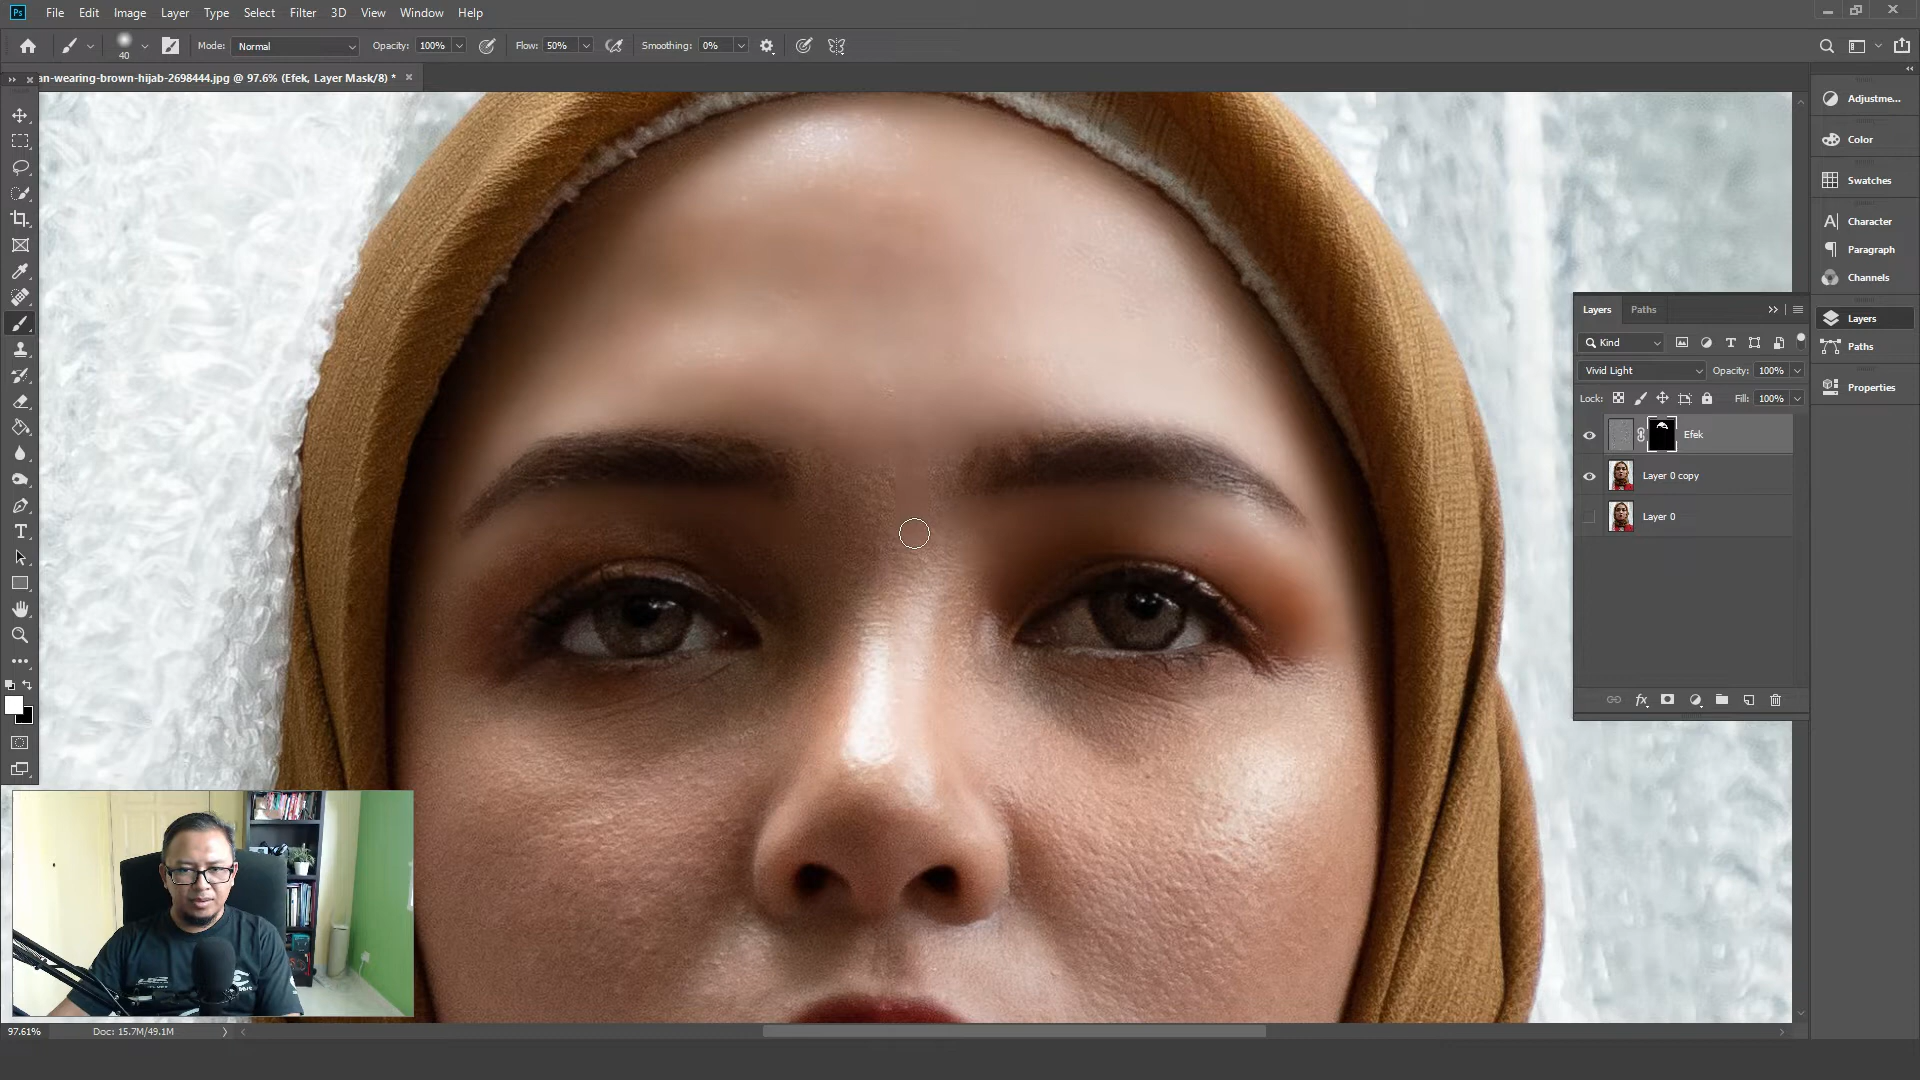 Ps File Edit Image Layer Type Select Filter 3D View Window Help
40 Mode: Normal Opacity: 100% Flow: 50% Smoothing: 0%
an-wearing-brown-hijab-2698444.jpg @ 97.6% (Efek, Layer Mask/8) *
Adjustme...
Color
Swatches
Character
Paragraph
Channels
Layers
Paths
Properties
Layers Paths
Kind
Vivid Light Opacity: 100%
Lock: Fill: 100%
Efek
Layer 0 copy
Layer 0
fx
97.61% Doc: 15.7M/49.1M